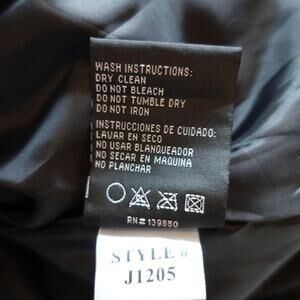 WASH INSTRUCTIONS:
DRY CLEAN
DO NOT BLEACH
DO NOT TUMBLE DRY
DO NOT IRON
INSTRUCCIONES DE CUIDADO:
LAVAR EN SECO
NO USAR BLANQUEADOR
NO SECAR EN MAQUINA
NO PLANCHAR
RN# 139850
STYLE #
J1205